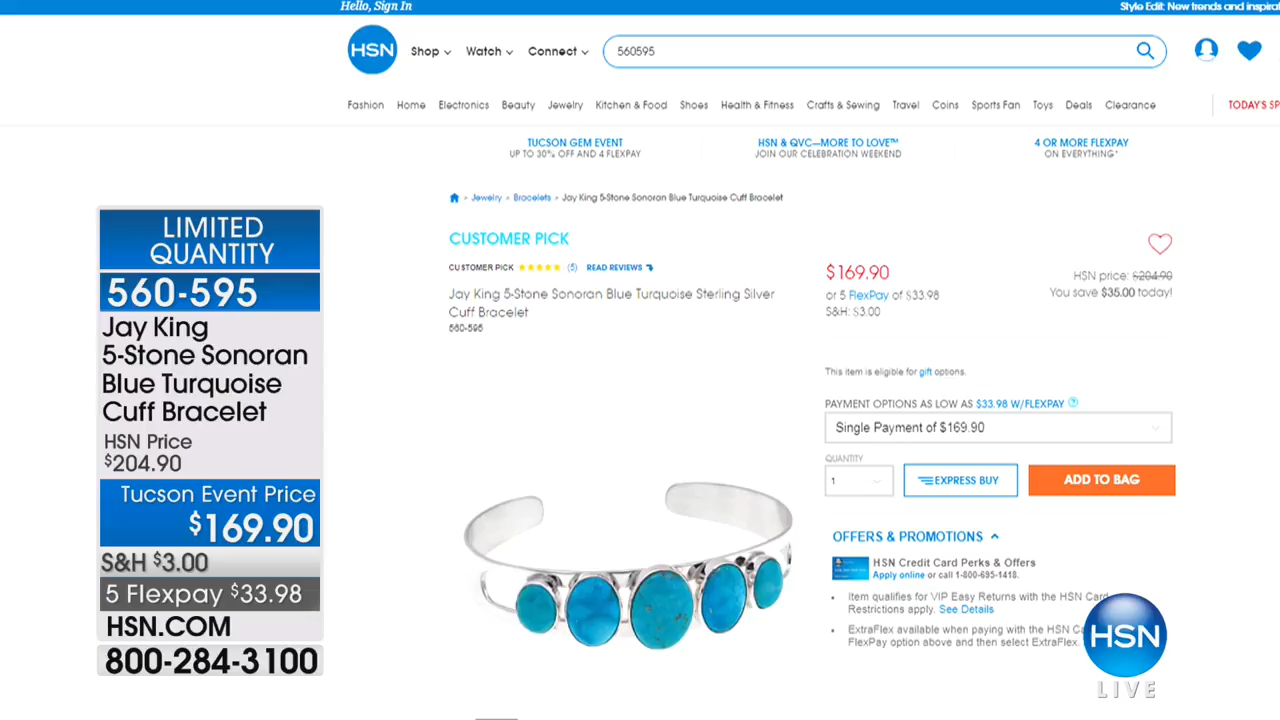 Hello, Sign In
Style Edit: New trends and
HSN
Shop
Watch
Connect
560595
Fashion
Home
Electronics
Beauty
Jewelry
Kitchen & Food
Shoes
Health & Fitness
Crafts & Sewing
Travel
Coins
Sports Fan
Toys
Deals
Clearance
TODAY'S
TUCSON GEM EVENT
UP TO 30% OFF AND 4 FLEXPAY
HSN & QVC—MORE TO LOVE™
JOIN OUR CELEBRATION WEEKEND
4 OR MORE FLEXPAY
ON EVERYTHING*
Jewelry > Bracelets > Jay King 5-Stone Sonoran Blue Turquoise Cuff Bracelet
LIMITED
QUANTITY
560-595
Jay King
5-Stone Sonoran
Blue Turquoise
Cuff Bracelet
HSN Price
$204.90
Tucson Event Price
$169.90
S&H $3.00
5 Flexpay $33.98
HSN.COM
800-284-3100
CUSTOMER PICK
CUSTOMER PICK (5) READ REVIEWS
Jay King 5-Stone Sonoran Blue Turquoise Sterling Silver
Cuff Bracelet
560-595
$169.90
or 5 FlexPay of $33.98
S&H: $3.00
HSN price: $204.90
You save $35.00 today!
This item is eligible for gift options.
PAYMENT OPTIONS AS LOW AS $33.98 W/FLEXPAY ?
Single Payment of $169.90
QUANTITY
1
EXPRESS BUY
ADD TO BAG
OFFERS & PROMOTIONS
HSN Credit Card Perks & Offers
Apply online or call 1-800-695-1418.
Item qualifies for VIP Easy Returns with the HSN Card.
Restrictions apply. See Details
ExtraFlex available when paying with the HSN
FlexPay option above and then select ExtraFlex.
HSN
LIVE